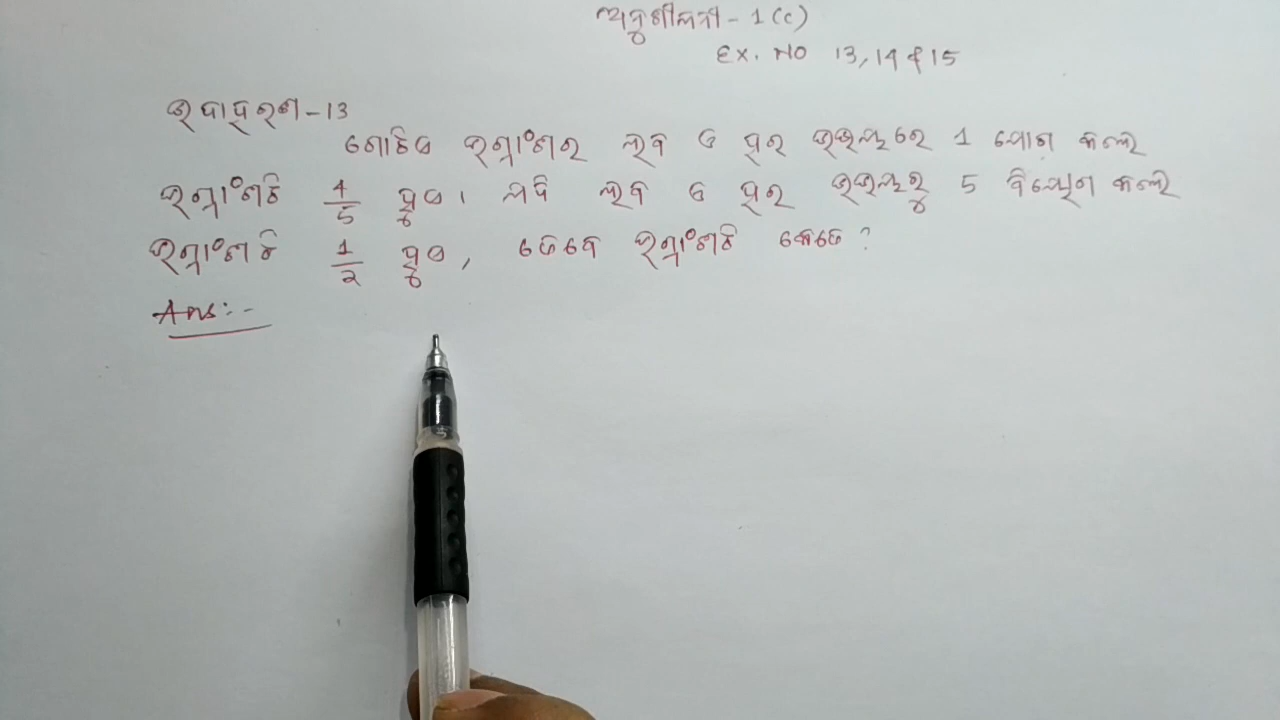 ଅନୁଶୀଳନୀ - 1 (c)
Ex. NO 13, 14 & 15
ଉଦାହରଣ - 13
ଗୋଟିଏ ଭଗ୍ନାଂଶର ଲବ ଓ ହର ଉଭୟରେ 1 ଯୋଗ କଲେ
ଭଗ୍ନାଂଶଟି 4/5 ହୁଏ । ଯଦି ଲବ ଓ ହର ଉଭୟରୁ 5 ବିୟୋଗ କଲେ
ଭଗ୍ନାଂଶଟି 1/2 ହୁଏ, ତେବେ ଭଗ୍ନାଂଶଟି କେତେ ?
Ans:-